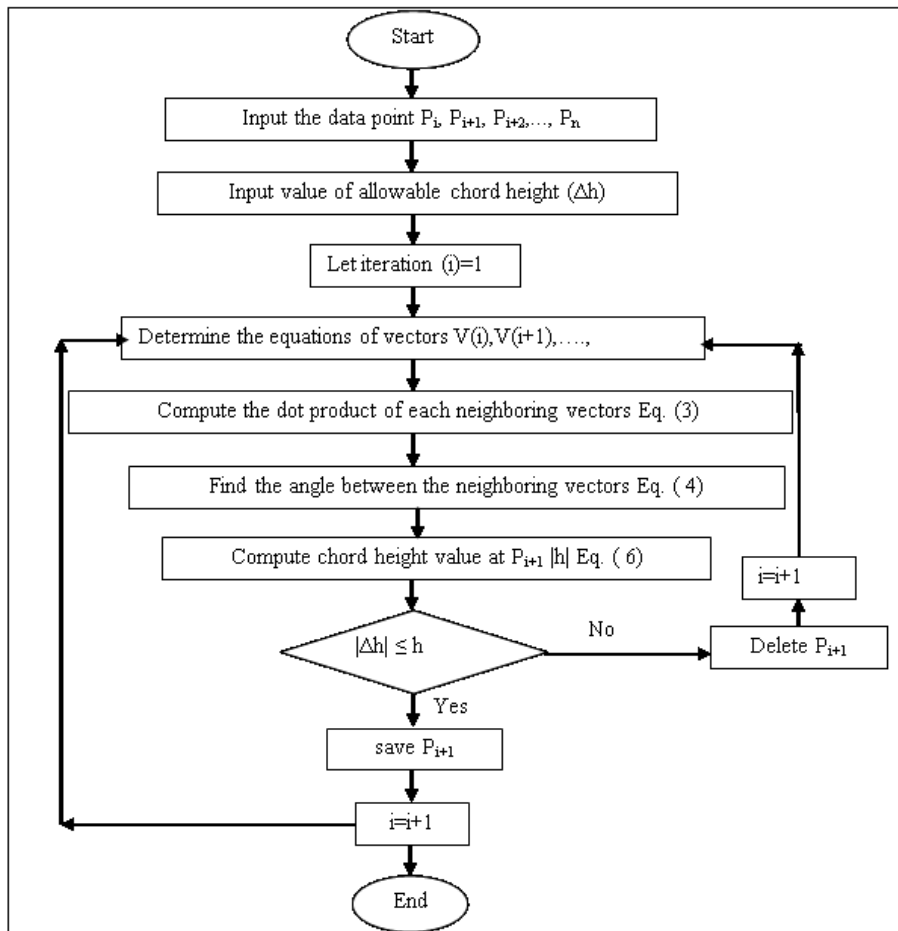 Start
Input the data point Pᵢ, Pᵢ₊₁, Pᵢ₊₂,..., Pₙ
Input value of allowable chord height (Δh)
Let iteration (i)=1
Determine the equations of vectors V(i),V(i+1),....,
Compute the dot product of each neighboring vectors Eq. (3)
Find the angle between the neighboring vectors Eq. ( 4)
Compute chord height value at Pᵢ₊₁ |h| Eq. ( 6)
i=i+1
|Δh| ≤ h
No
Delete Pᵢ₊₁
Yes
save Pᵢ₊₁
i=i+1
End